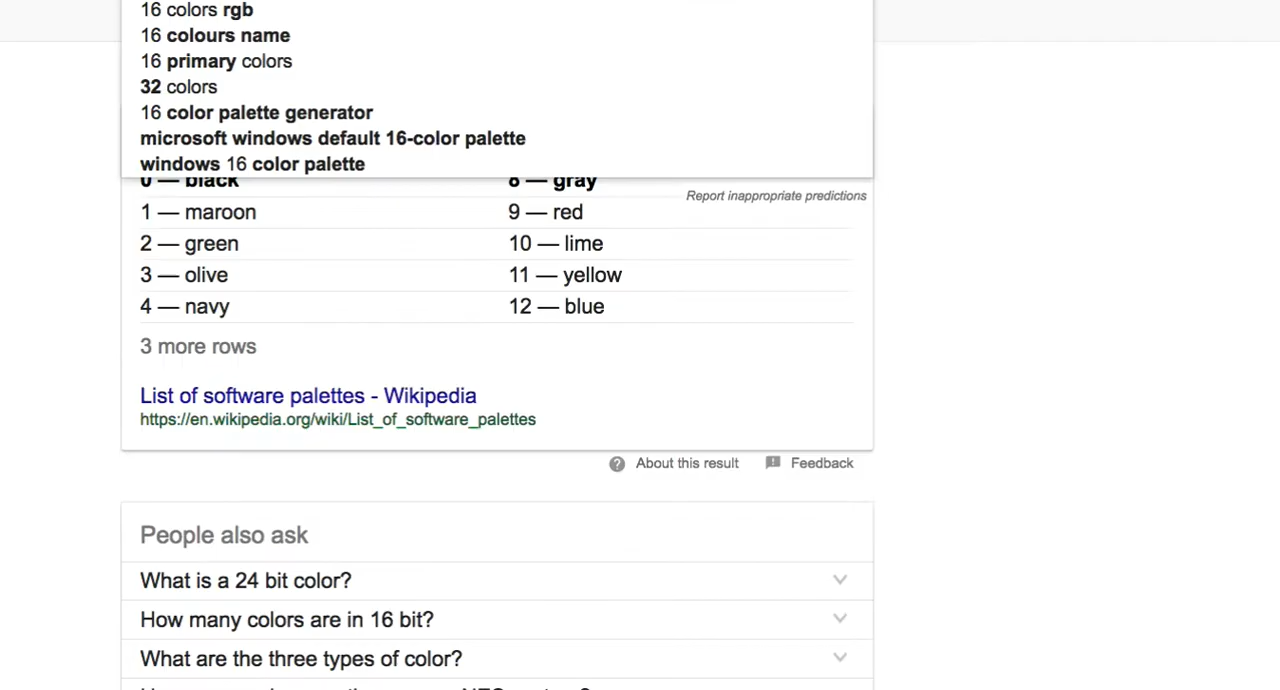 16 colors rgb
16 colours name
16 primary colors
32 colors
16 color palette generator
microsoft windows default 16-color palette
windows 16 color palette
0 — black 8 — gray
Report inappropriate predictions
1 — maroon 9 — red
2 — green 10 — lime
3 — olive 11 — yellow
4 — navy 12 — blue
3 more rows
List of software palettes - Wikipedia
https://en.wikipedia.org/wiki/List_of_software_palettes
About this result Feedback
People also ask
What is a 24 bit color?
How many colors are in 16 bit?
What are the three types of color?